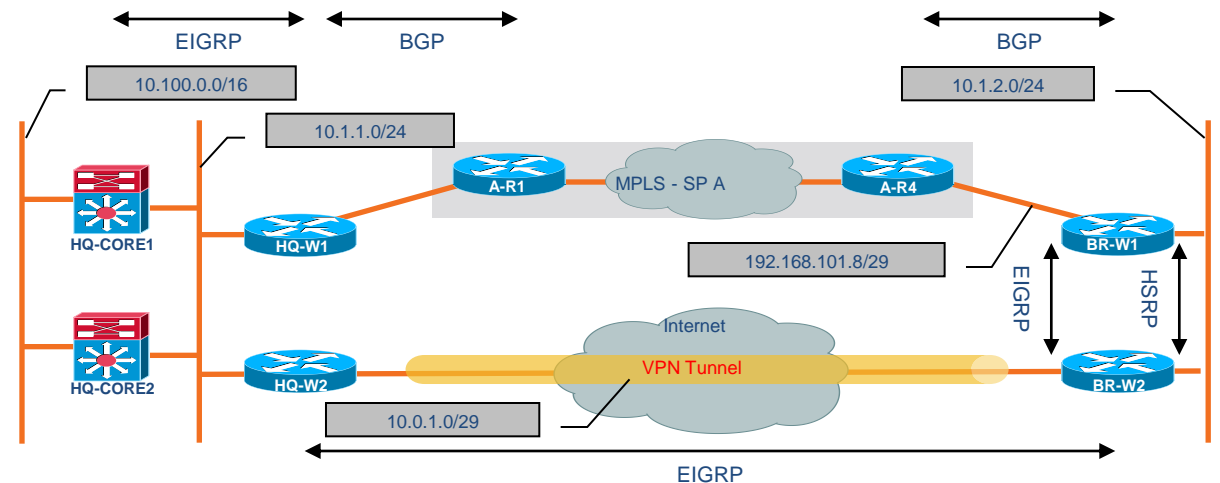 EIGRP
BGP
BGP
10.100.0.0/16
10.1.2.0/24
10.1.1.0/24
A-R1
MPLS - SP A
A-R4
HQ-CORE1
HQ-W1
BR-W1
192.168.101.8/29
EIGRP
HSRP
Internet
VPN Tunnel
HQ-CORE2
HQ-W2
BR-W2
10.0.1.0/29
EIGRP